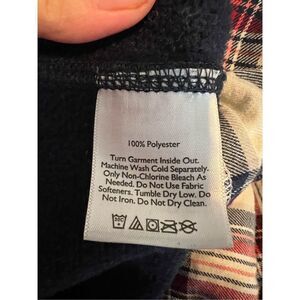 100% Polyester
Turn Garment Inside Out.
Machine Wash Cold Separately.
Only Non-Chlorine Bleach As
Needed. Do Not Use Fabric
Softeners. Tumble Dry Low. Do
Not Iron. Do Not Dry Clean.